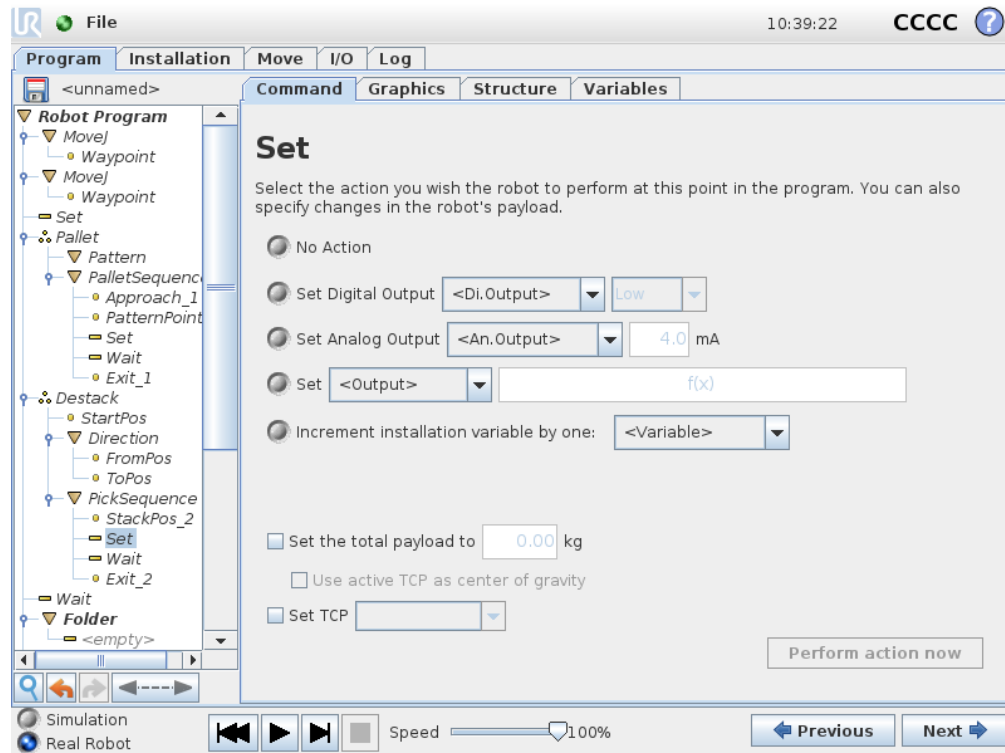 UR File 10:39:22 CCCC ?
Program Installation Move I/O Log
<unnamed> Command Graphics Structure Variables
Robot Program
MoveJ
Waypoint
MoveJ
Waypoint
Set
Pallet
Pattern
PalletSequenc
Approach_1
PatternPoint
Set
Wait
Exit_1
Destack
StartPos
Direction
FromPos
ToPos
PickSequence
StackPos_2
Set
Wait
Exit_2
Wait
Folder
<empty>
Set
Select the action you wish the robot to perform at this point in the program. You can also
specify changes in the robot's payload.
No Action
Set Digital Output <Di.Output> Low
Set Analog Output <An.Output> 4.0 mA
Set <Output> f(x)
Increment installation variable by one: <Variable>
Set the total payload to 0.00 kg
Use active TCP as center of gravity
Set TCP
Perform action now
Simulation
Real Robot
Speed 100%
Previous Next